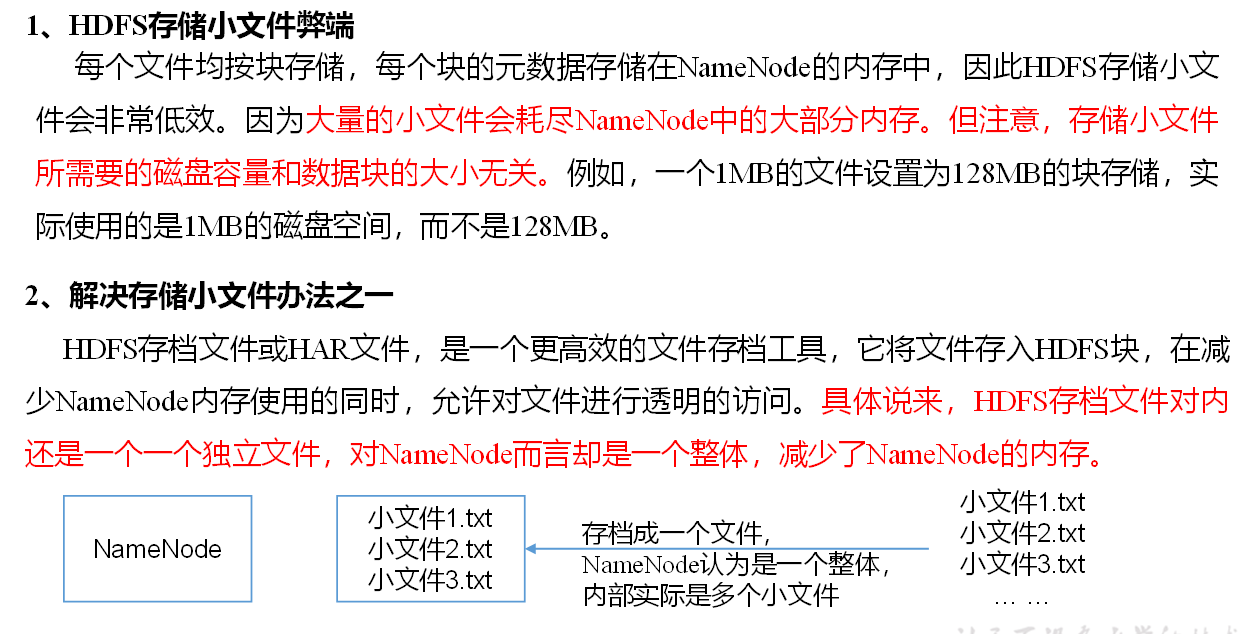 1、HDFS存储小文件弊端
每个文件均按块存储，每个块的元数据存储在NameNode的内存中，因此HDFS存储小文
件会非常低效。因为大量的小文件会耗尽NameNode中的大部分内存。但注意，存储小文件
所需要的磁盘容量和数据块的大小无关。例如，一个1MB的文件设置为128MB的块存储，实
际使用的是1MB的磁盘空间，而不是128MB。
2、解决存储小文件办法之一
HDFS存档文件或HAR文件，是一个更高效的文件存档工具，它将文件存入HDFS块，在减
少NameNode内存使用的同时，允许对文件进行透明的访问。具体说来，HDFS存档文件对内
还是一个一个独立文件，对NameNode而言却是一个整体，减少了NameNode的内存。
NameNode
小文件1.txt
小文件2.txt
小文件3.txt
存档成一个文件，
NameNode认为是一个整体，
内部实际是多个小文件
小文件1.txt
小文件2.txt
小文件3.txt
… …